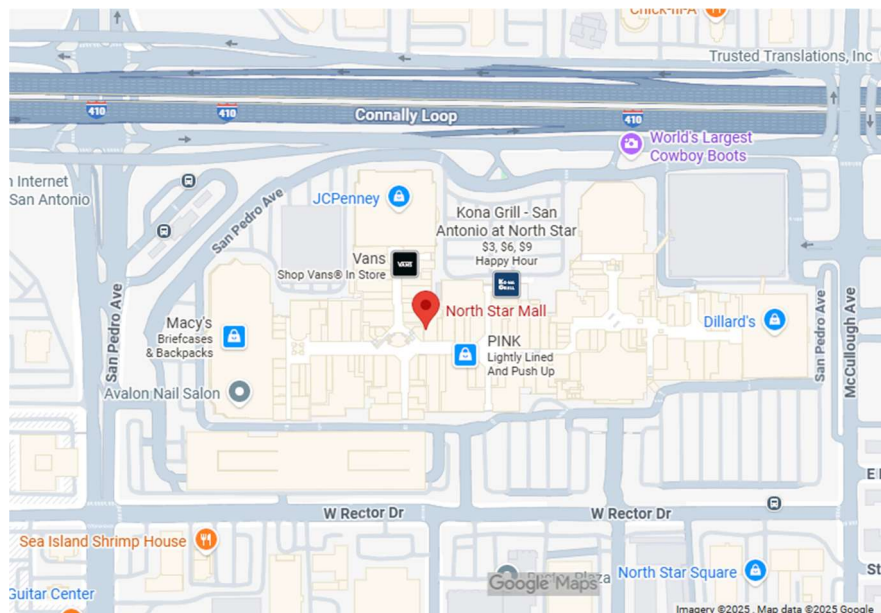 Chick-fil-A
Trusted Translations, Inc
410
410
Connally Loop
410
World's Largest
Cowboy Boots
Internet
San Antonio
San Pedro Ave
JCPenney
Kona Grill - San
Antonio at North Star
$3, $6, $9
Happy Hour
Vans
Shop Vans® In Store
VANS
KONA
GRILL
North Star Mall
Macy's
Briefcases
& Backpacks
PINK
Lightly Lined
And Push Up
Dillard's
San Pedro Ave
San Pedro Ave
McCullough Ave
Avalon Nail Salon
W Rector Dr
W Rector Dr
Sea Island Shrimp House
North Star Square
Guitar Center
Google Maps
Plaza
Imagery ©2025 , Map data ©2025 Google